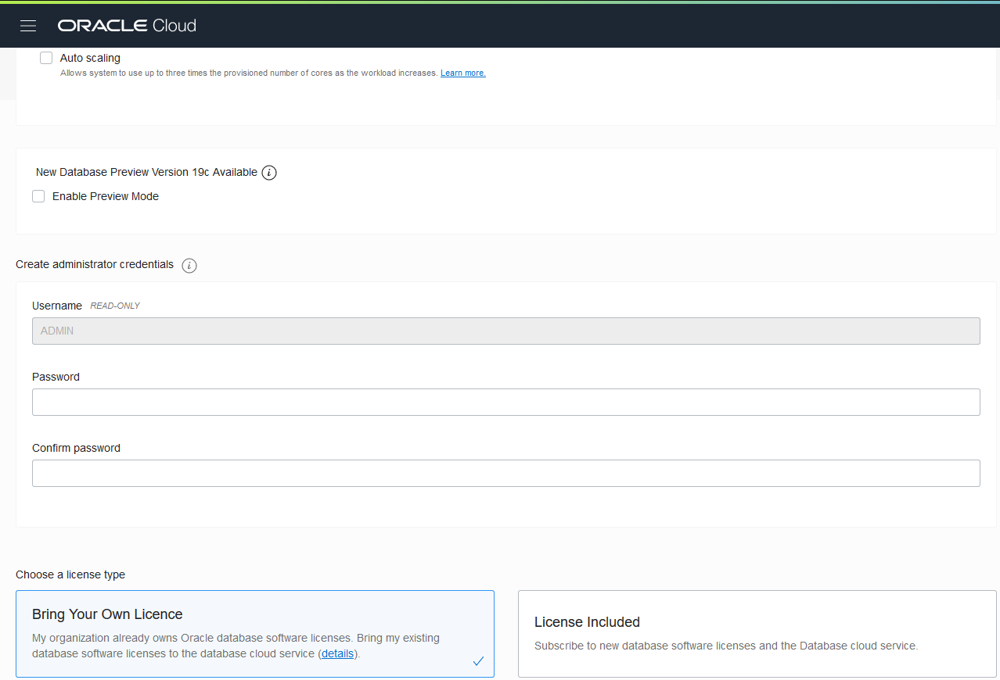 ORACLE Cloud
Auto scaling
Allows system to use up to three times the provisioned number of cores as the workload increases. Learn more.
New Database Preview Version 19c Available i
Enable Preview Mode
Create administrator credentials i
Username READ-ONLY
ADMIN
Password
Confirm password
Choose a license type
Bring Your Own Licence
My organization already owns Oracle database software licenses. Bring my existing
database software licenses to the database cloud service (details).
License Included
Subscribe to new database software licenses and the Database cloud service.